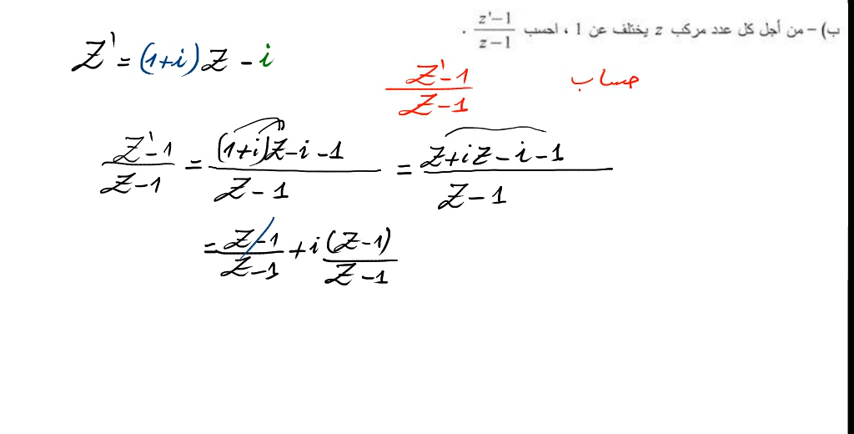 ب) – من أجل كل عدد مركب z يختلف عن 1 ، احسب (z'−1)/(z−1) .
Z' = (1+i) Z − i
حساب (Z'−1)/(Z−1)
(Z'−1)/(Z−1) = ((1+i)Z−i−1)/(Z−1) = (Z+iZ−i−1)/(Z−1)
= (Z−1)/(Z−1) + i(Z−1)/(Z−1)